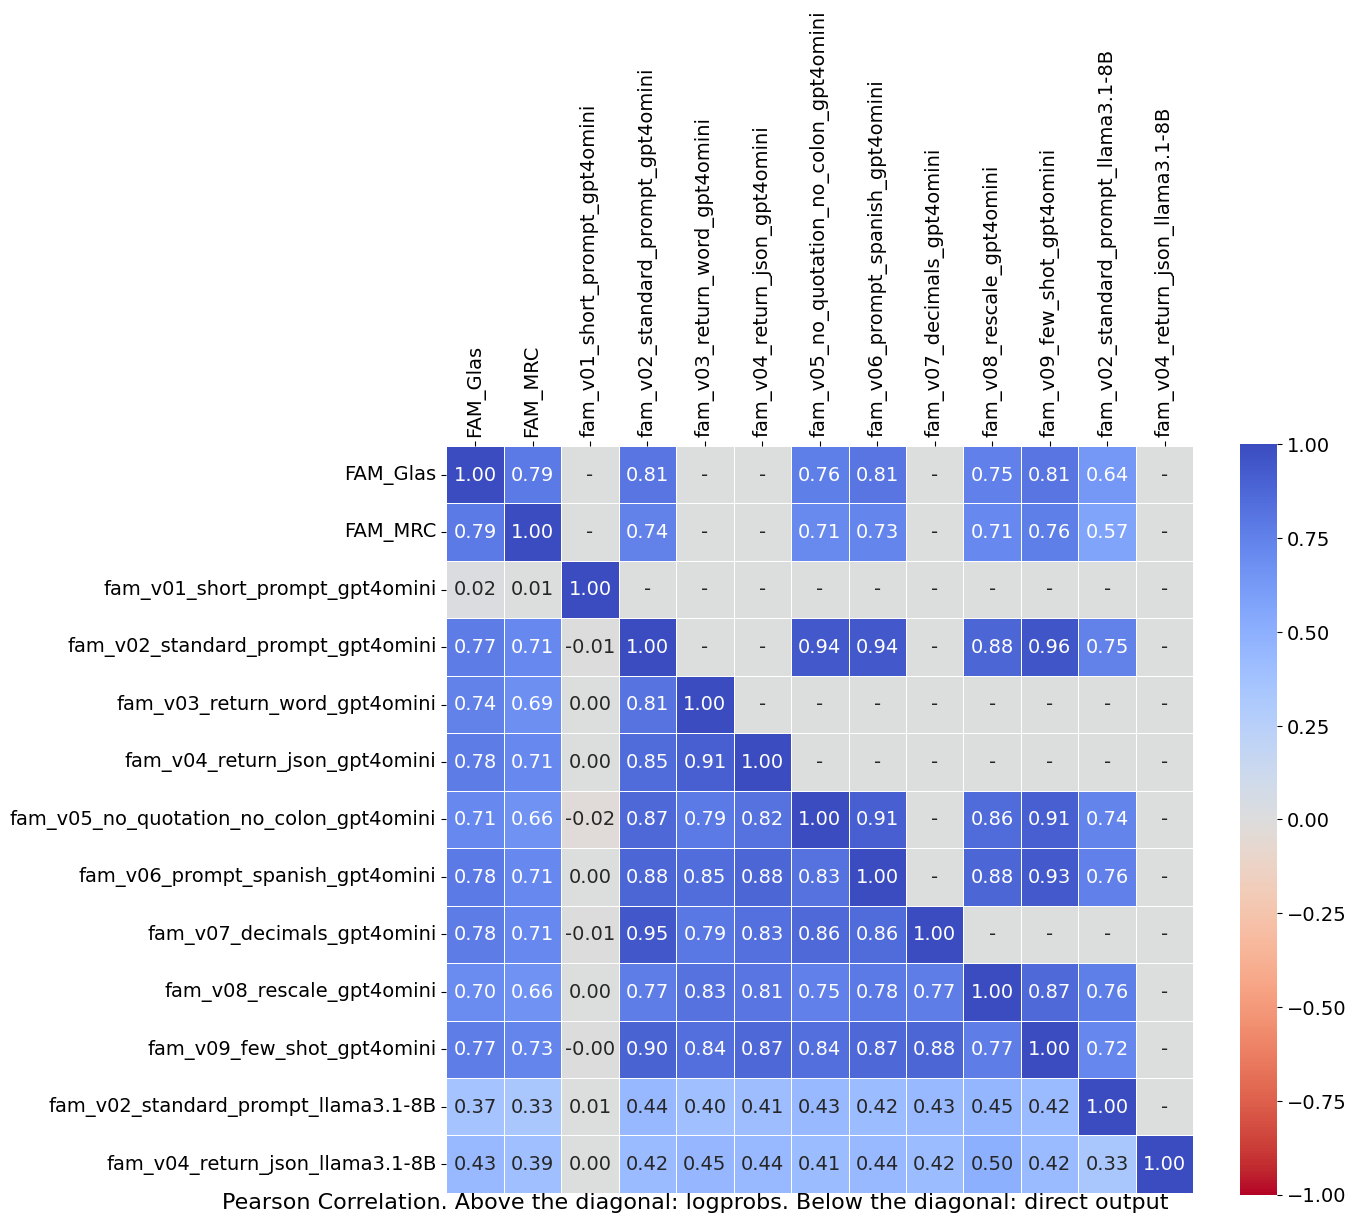 FAM_Glas
FAM_MRC
fam_v01_short_prompt_gpt4omini
fam_v02_standard_prompt_gpt4omini
fam_v03_return_word_gpt4omini
fam_v04_return_json_gpt4omini
fam_v05_no_quotation_no_colon_gpt4omini
fam_v06_prompt_spanish_gpt4omini
fam_v07_decimals_gpt4omini
fam_v08_rescale_gpt4omini
fam_v09_few_shot_gpt4omini
fam_v02_standard_prompt_llama3.1-8B
fam_v04_return_json_llama3.1-8B
FAM_Glas 1.00 0.79 - 0.81 - - 0.76 0.81 - 0.75 0.81 0.64 -
FAM_MRC 0.79 1.00 - 0.74 - - 0.71 0.73 - 0.71 0.76 0.57 -
fam_v01_short_prompt_gpt4omini 0.02 0.01 1.00 - - - - - - - - - -
fam_v02_standard_prompt_gpt4omini 0.77 0.71 -0.01 1.00 - - 0.94 0.94 - 0.88 0.96 0.75 -
fam_v03_return_word_gpt4omini 0.74 0.69 0.00 0.81 1.00 - - - - - - - -
fam_v04_return_json_gpt4omini 0.78 0.71 0.00 0.85 0.91 1.00 - - - - - - -
fam_v05_no_quotation_no_colon_gpt4omini 0.71 0.66 -0.02 0.87 0.79 0.82 1.00 0.91 - 0.86 0.91 0.74 -
fam_v06_prompt_spanish_gpt4omini 0.78 0.71 0.00 0.88 0.85 0.88 0.83 1.00 - 0.88 0.93 0.76 -
fam_v07_decimals_gpt4omini 0.78 0.71 -0.01 0.95 0.79 0.83 0.86 0.86 1.00 - - - -
fam_v08_rescale_gpt4omini 0.70 0.66 0.00 0.77 0.83 0.81 0.75 0.78 0.77 1.00 0.87 0.76 -
fam_v09_few_shot_gpt4omini 0.77 0.73 -0.00 0.90 0.84 0.87 0.84 0.87 0.88 0.77 1.00 0.72 -
fam_v02_standard_prompt_llama3.1-8B 0.37 0.33 0.01 0.44 0.40 0.41 0.43 0.42 0.43 0.45 0.42 1.00 -
fam_v04_return_json_llama3.1-8B 0.43 0.39 0.00 0.42 0.45 0.44 0.41 0.44 0.42 0.50 0.42 0.33 1.00
Pearson Correlation. Above the diagonal: logprobs. Below the diagonal: direct output
1.00
0.75
0.50
0.25
0.00
−0.25
−0.50
−0.75
−1.00